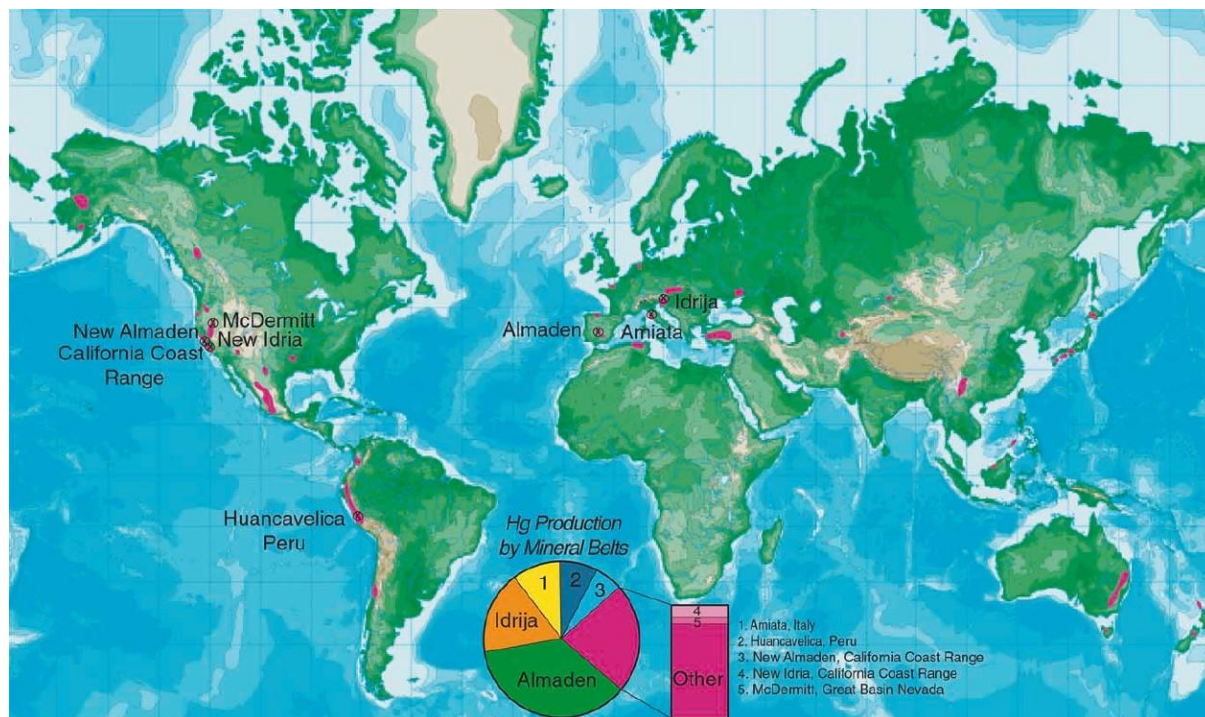 McDermitt
New Almaden
New Idria
California Coast
Range
Idrija
Almaden
Amiata
Huancavelica
Peru
Hg Production
by Mineral Belts
1
2
3
Idrija
Almaden
4
5
Other
1. Amiata, Italy
2. Huancavelica, Peru
3. New Almaden, California Coast Range
4. New Idria, California Coast Range
5. McDermitt, Great Basin Nevada